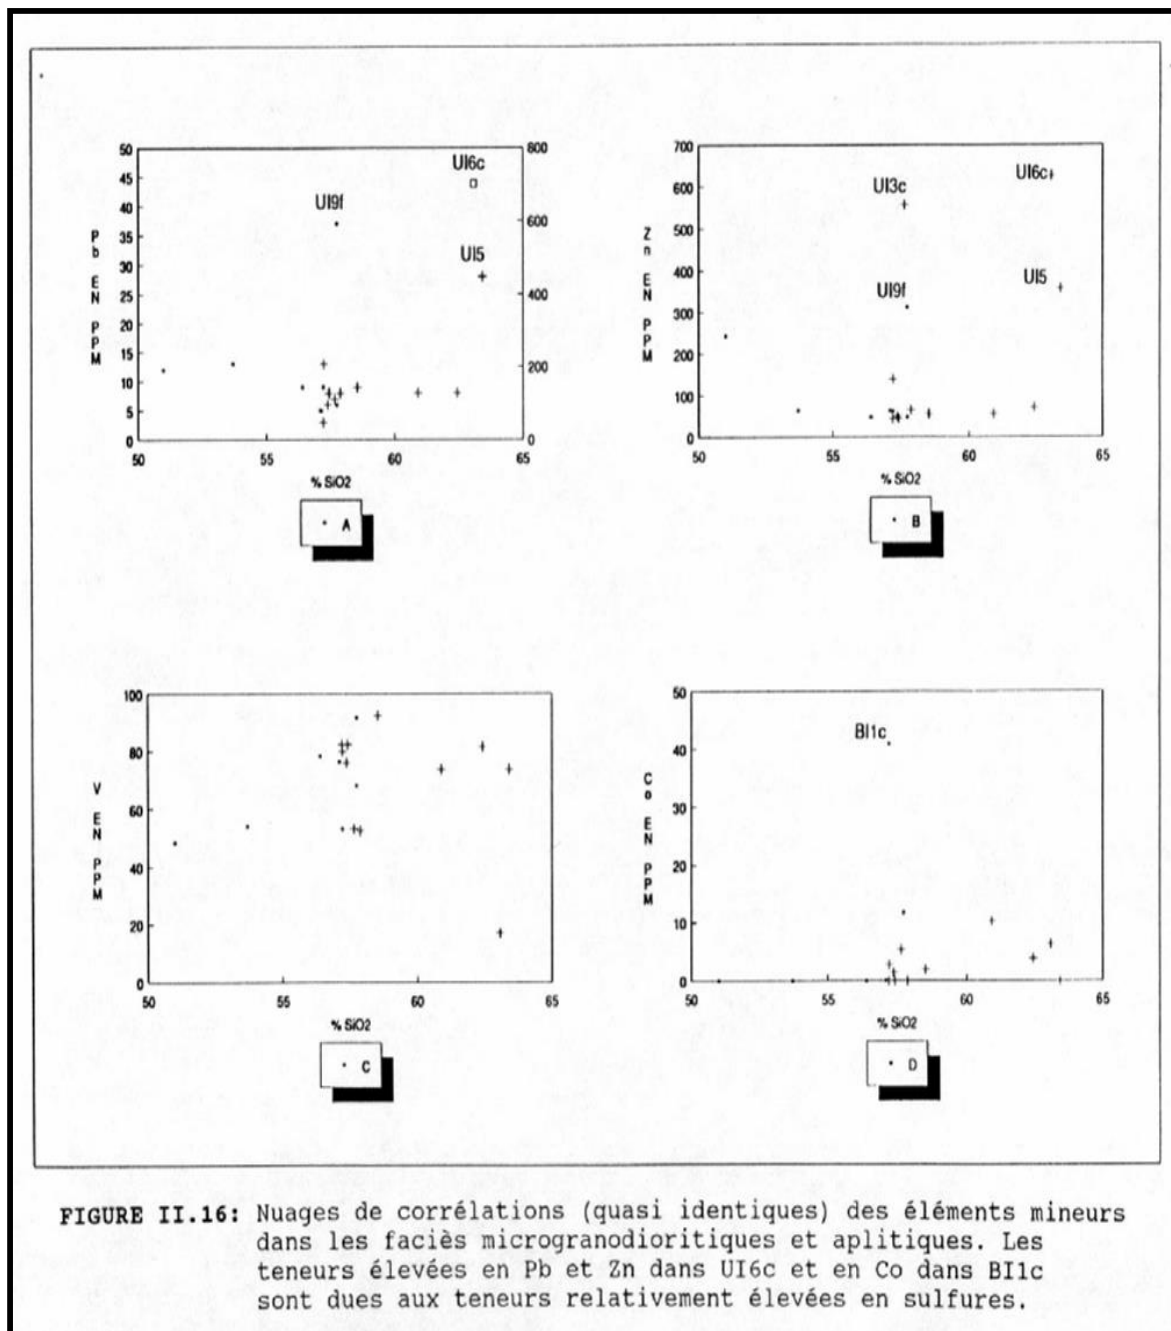 50
45
40
35
30
25
20
15
10
5
0
Pb EN PPM
UI9f
UI6c
UI5
800
600
400
200
0
50
55
60
65
% SiO2
A
700
600
500
400
300
200
100
0
Zn EN PPM
UI3c
UI6c
UI9f
UI5
50
55
60
65
% SiO2
B
100
80
60
40
20
0
V EN PPM
50
55
60
65
% SiO2
C
50
40
30
20
10
0
Co EN PPM
BI1c
50
55
60
65
% SiO2
D
FIGURE II.16: Nuages de corrélations (quasi identiques) des éléments mineurs
dans les faciès microgranodioritiques et aplitiques. Les
teneurs élevées en Pb et Zn dans UI6c et en Co dans BI1c
sont dues aux teneurs relativement élevées en sulfures.